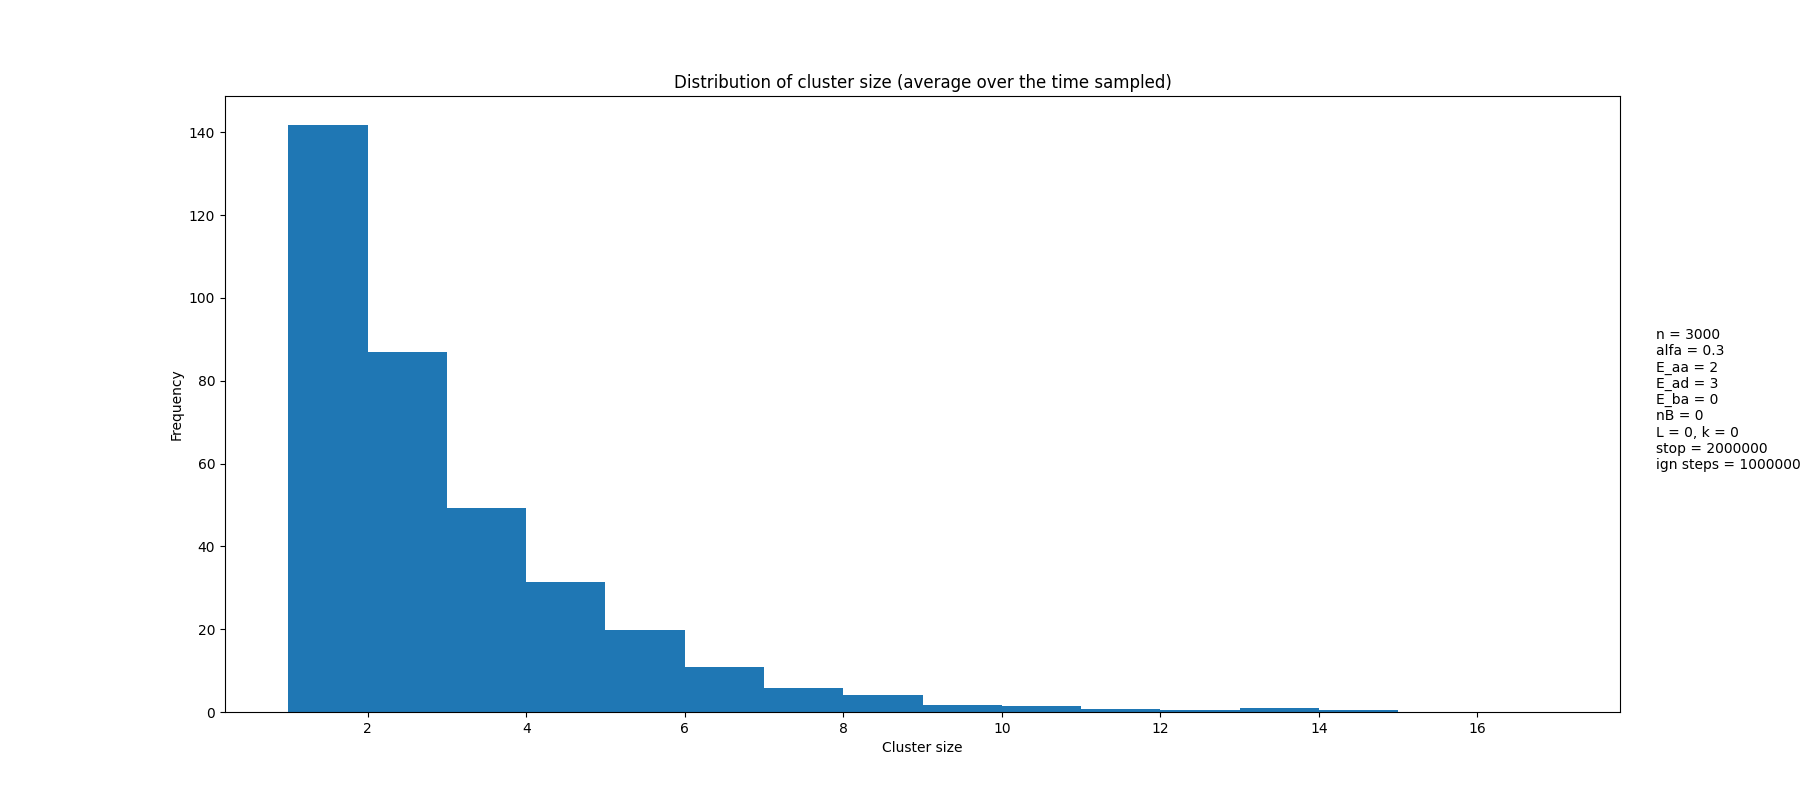 Distribution of cluster size (average over the time sampled)
140
120
100
80
60
40
20
0
Frequency
2 4 6 8 10 12 14 16
Cluster size
n = 3000
alfa = 0.3
E_aa = 2
E_ad = 3
E_ba = 0
nB = 0
L = 0, k = 0
stop = 2000000
ign steps = 1000000